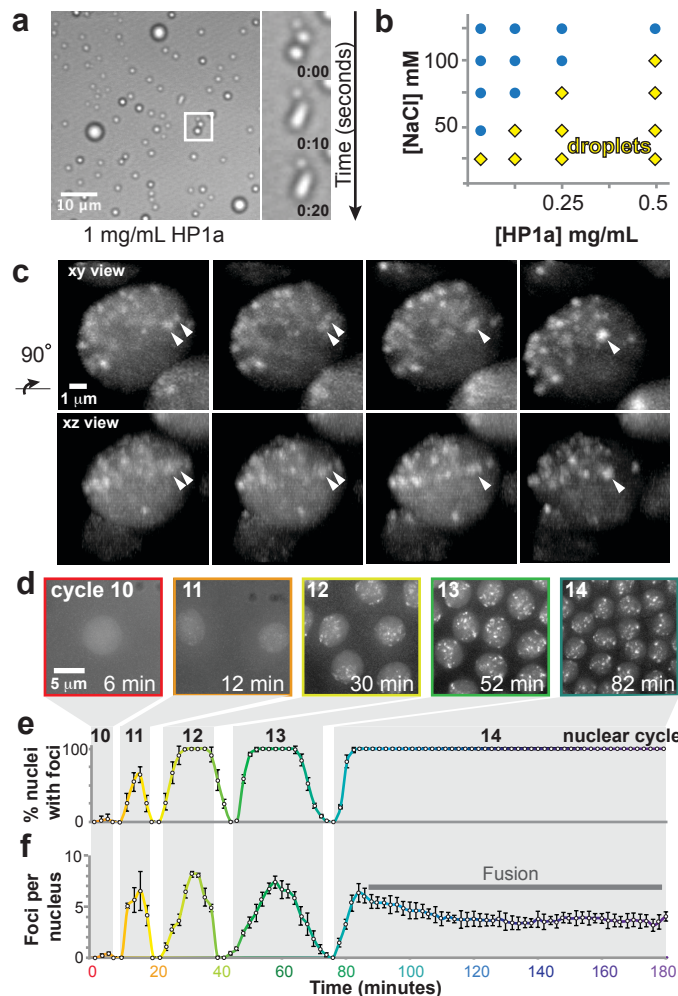 a
0:00
0:10
0:20
10 μm
1 mg/mL HP1a
Time (seconds)
b
[NaCl] mM
100
50
droplets
0.25
0.5
[HP1a] mg/mL
c
xy view
90°
1 μm
xz view
d
cycle 10
11
12
13
14
5 μm
6 min
12 min
30 min
52 min
82 min
e
10
11
12
13
14
nuclear cycle
% nuclei
with foci
100
0
f
Foci per
nucleus
10
5
0
Fusion
0
20
40
60
80
100
120
140
160
180
Time (minutes)